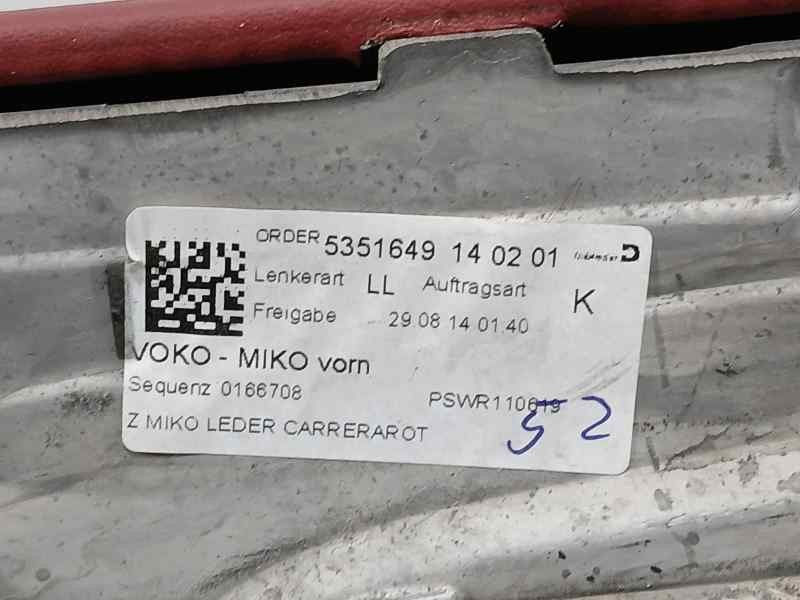 ORDER 5351649 14 02 01
Lenkerart LL Auftragsart K
Freigabe 29 08 14 01:40
VOKO - MIKO vorn
Sequenz 0166708 PSWR110619
52
Z MIKO LEDER CARRERAROT